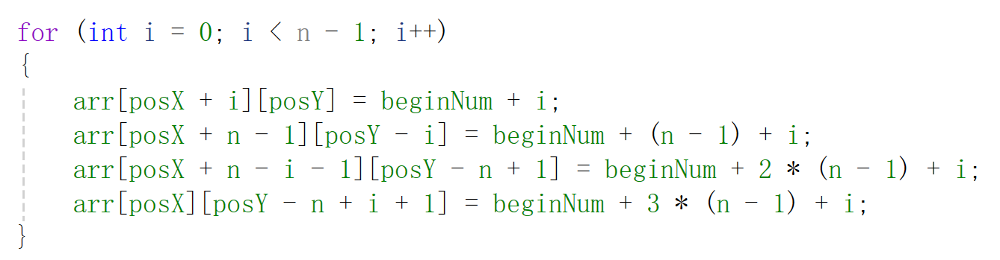 for (int i = 0; i < n - 1; i++)
{
    arr[posX + i][posY] = beginNum + i;
    arr[posX + n - 1][posY - i] = beginNum + (n - 1) + i;
    arr[posX + n - i - 1][posY - n + 1] = beginNum + 2 * (n - 1) + i;
    arr[posX][posY - n + i + 1] = beginNum + 3 * (n - 1) + i;
}